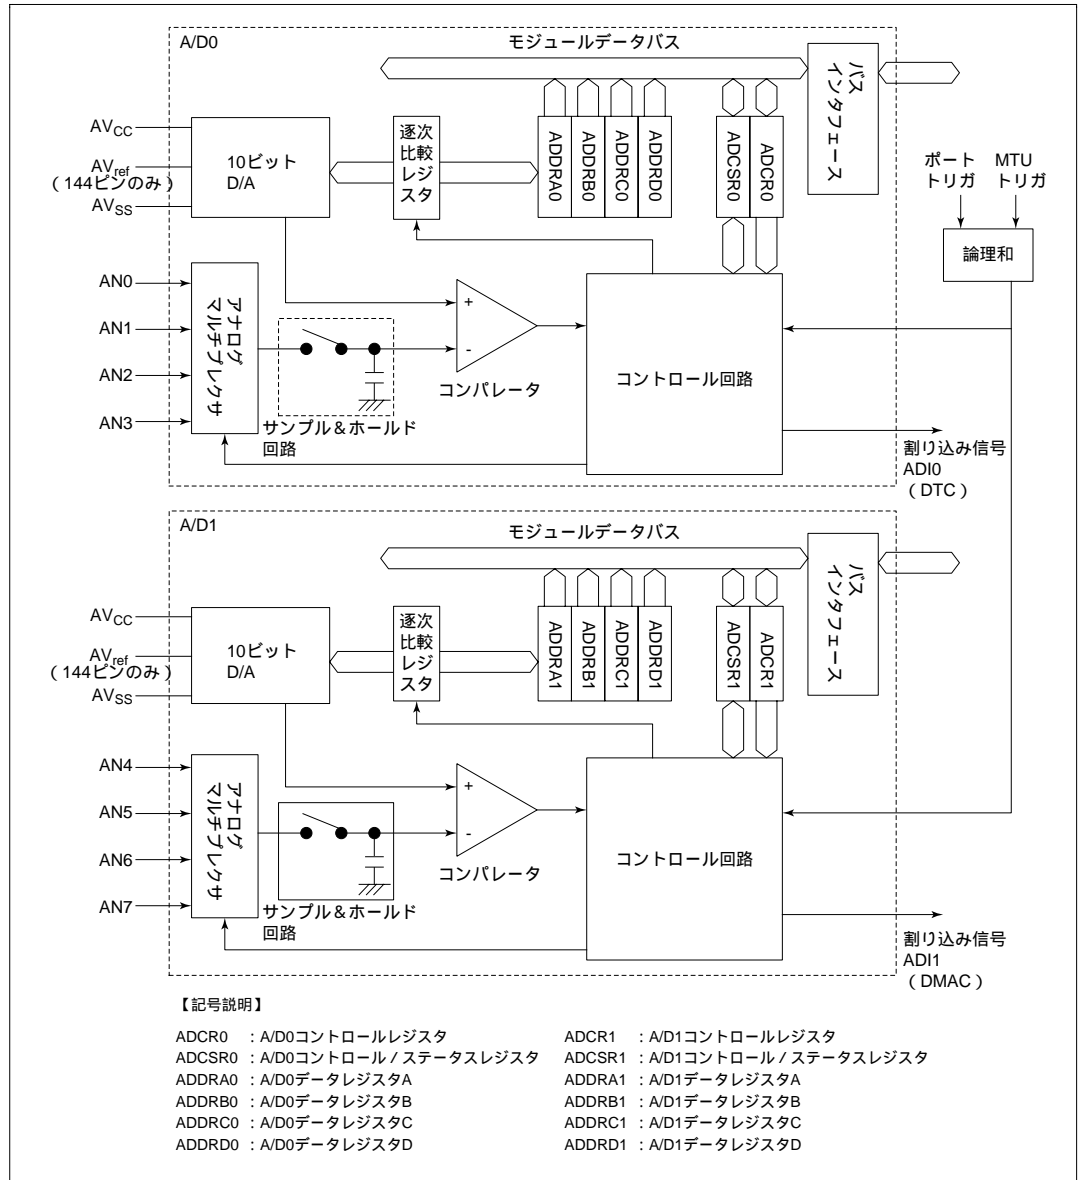 A/D0
モジュールデータバス
バス
インタフェース
AVCC
AVref
（144ピンのみ）
AVSS
10ビット
D/A
逐次
比較
レジ
スタ
ADDRA0
ADDRB0
ADDRC0
ADDRD0
ADCSR0
ADCR0
ポート
トリガ
MTU
トリガ
論理和
AN0
AN1
AN2
AN3
アナログ
マルチプレクサ
+
-
コンパレータ
サンプル＆ホールド
回路
コントロール回路
割り込み信号
ADI0
（DTC）
A/D1
モジュールデータバス
バス
インタフェース
AVCC
AVref
（144ピンのみ）
AVSS
10ビット
D/A
逐次
比較
レジ
スタ
ADDRA1
ADDRB1
ADDRC1
ADDRD1
ADCSR1
ADCR1
AN4
AN5
AN6
AN7
アナログ
マルチプレクサ
+
-
コンパレータ
サンプル＆ホールド
回路
コントロール回路
割り込み信号
ADI1
（DMAC）
【記号説明】
ADCR0 ：A/D0コントロールレジスタ
ADCSR0 ：A/D0コントロール / ステータスレジスタ
ADDRA0 ：A/D0データレジスタA
ADDRB0 ：A/D0データレジスタB
ADDRC0 ：A/D0データレジスタC
ADDRD0 ：A/D0データレジスタD
ADCR1 ：A/D1コントロールレジスタ
ADCSR1 ：A/D1コントロール / ステータスレジスタ
ADDRA1 ：A/D1データレジスタA
ADDRB1 ：A/D1データレジスタB
ADDRC1 ：A/D1データレジスタC
ADDRD1 ：A/D1データレジスタD